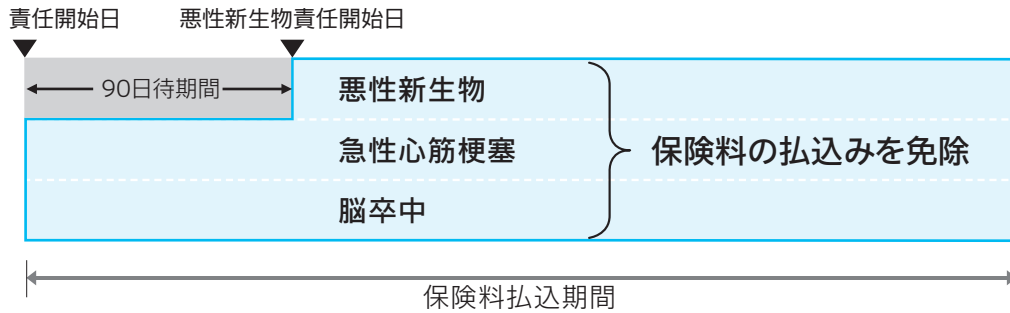 責任開始日 悪性新生物責任開始日
90日待期間
悪性新生物
急性心筋梗塞
保険料の払込みを免除
脳卒中
保険料払込期間